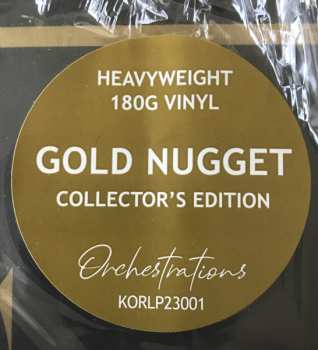 HEAVYWEIGHT
180G VINYL
GOLD NUGGET
COLLECTOR'S EDITION
Orchestrations
KORLP23001